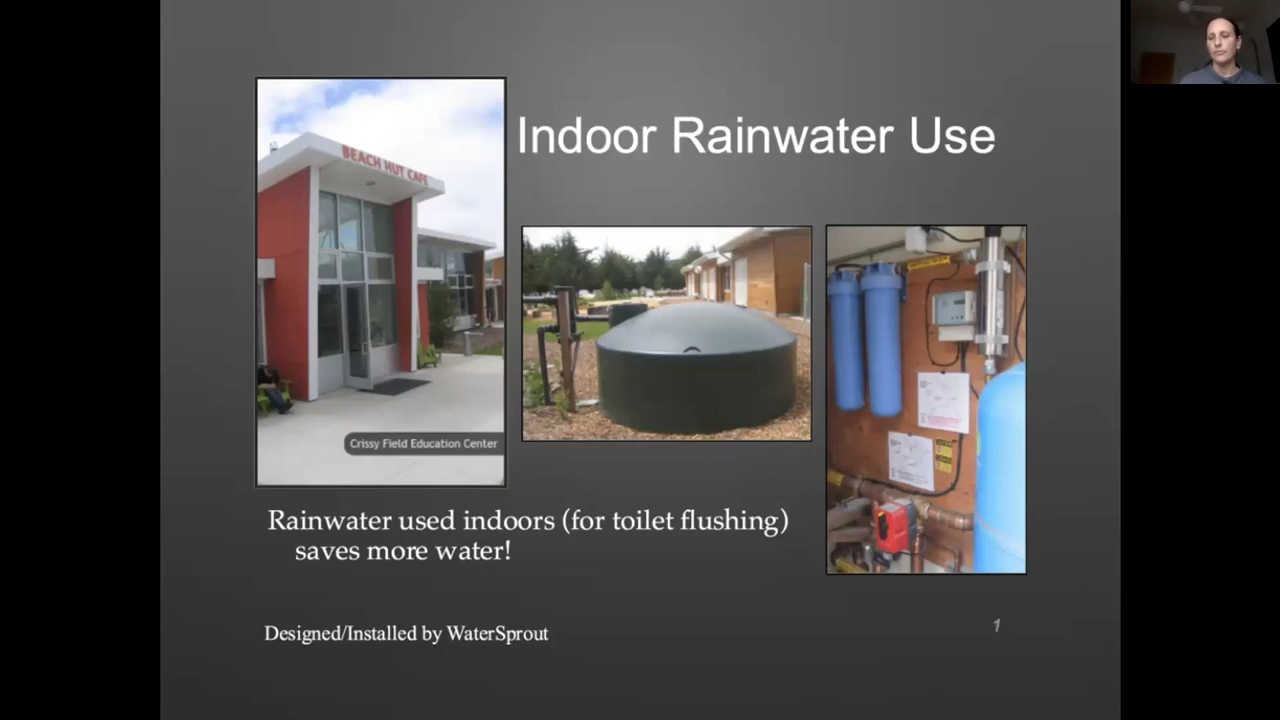 Indoor Rainwater Use
BEACH HUT CAFE
Crissy Field Education Center
Rainwater used indoors (for toilet flushing)
saves more water!
Designed/Installed by WaterSprout
1